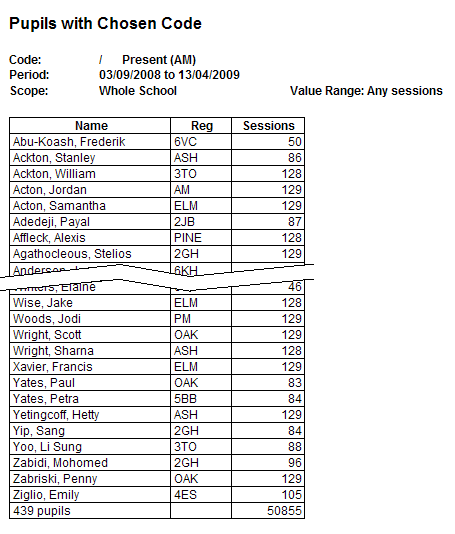 Pupils with Chosen Code
Code: / Present (AM)
Period: 03/09/2008 to 13/04/2009
Scope: Whole School Value Range: Any sessions
Name Reg Sessions
Abu-Koash, Frederik 6VC 50
Ackton, Stanley ASH 86
Ackton, William 3TO 128
Acton, Jordan AM 129
Acton, Samantha ELM 129
Adedeji, Payal 2JB 87
Affleck, Alexis PINE 128
Agathocleous, Stelios 2GH 129
Anderson, 6KH
Winters, Elaine 46
Wise, Jake ELM 128
Woods, Jodi PM 129
Wright, Scott OAK 129
Wright, Sharna ASH 128
Xavier, Francis ELM 129
Yates, Paul OAK 83
Yates, Petra 5BB 84
Yetingcoff, Hetty ASH 129
Yip, Sang 2GH 84
Yoo, Li Sung 3TO 88
Zabidi, Mohomed 2GH 96
Zabriski, Penny OAK 129
Ziglio, Emily 4ES 105
439 pupils 50855